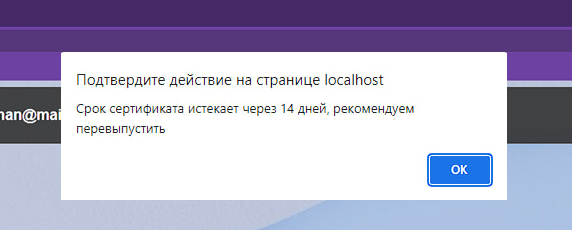 Подтвердите действие на странице localhost
Срок сертификата истекает через 14 дней, рекомендуем
перевыпустить
OK